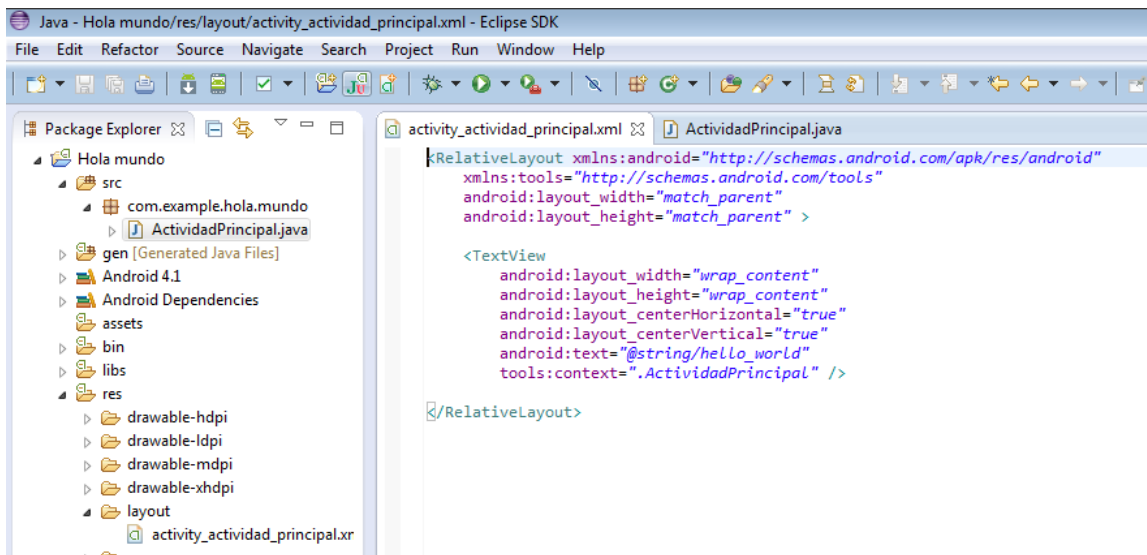 Java - Hola mundo/res/layout/activity_actividad_principal.xml - Eclipse SDK
File Edit Refactor Source Navigate Search Project Run Window Help
Package Explorer
Hola mundo
src
com.example.hola.mundo
ActividadPrincipal.java
gen [Generated Java Files]
Android 4.1
Android Dependencies
assets
bin
libs
res
drawable-hdpi
drawable-ldpi
drawable-mdpi
drawable-xhdpi
layout
activity_actividad_principal.xr
activity_actividad_principal.xml ActividadPrincipal.java
<RelativeLayout xmlns:android="http://schemas.android.com/apk/res/android"
xmlns:tools="http://schemas.android.com/tools"
android:layout_width="match_parent"
android:layout_height="match_parent" >
<TextView
android:layout_width="wrap_content"
android:layout_height="wrap_content"
android:layout_centerHorizontal="true"
android:layout_centerVertical="true"
android:text="@string/hello_world"
tools:context=".ActividadPrincipal" />
</RelativeLayout>